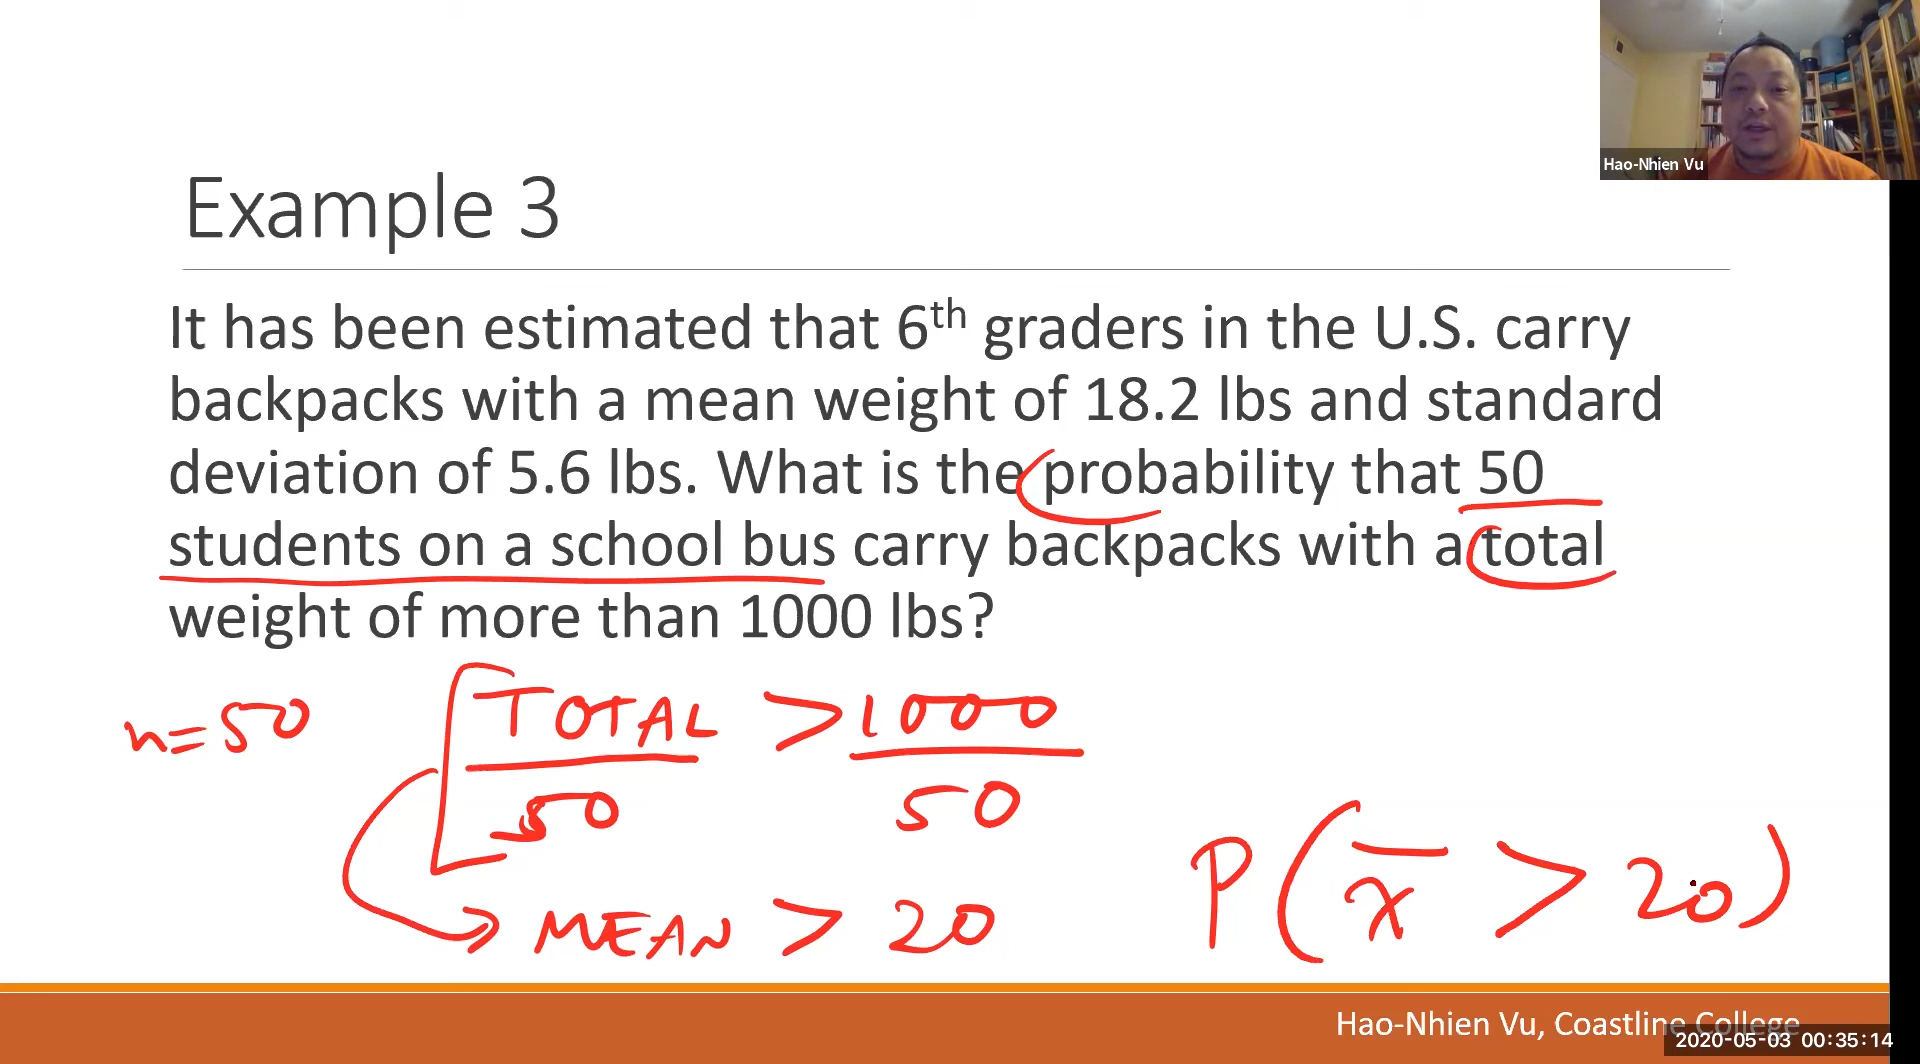 Hao-Nhien Vu
Example 3
It has been estimated that 6th graders in the U.S. carry
backpacks with a mean weight of 18.2 lbs and standard
deviation of 5.6 lbs. What is the probability that 50
students on a school bus carry backpacks with a total
weight of more than 1000 lbs?
n=50
TOTAL > 1000
50 50
MEAN > 20
P(x̄ > 20)
Hao-Nhien Vu, Coastline College
2020-05-03 00:35:14